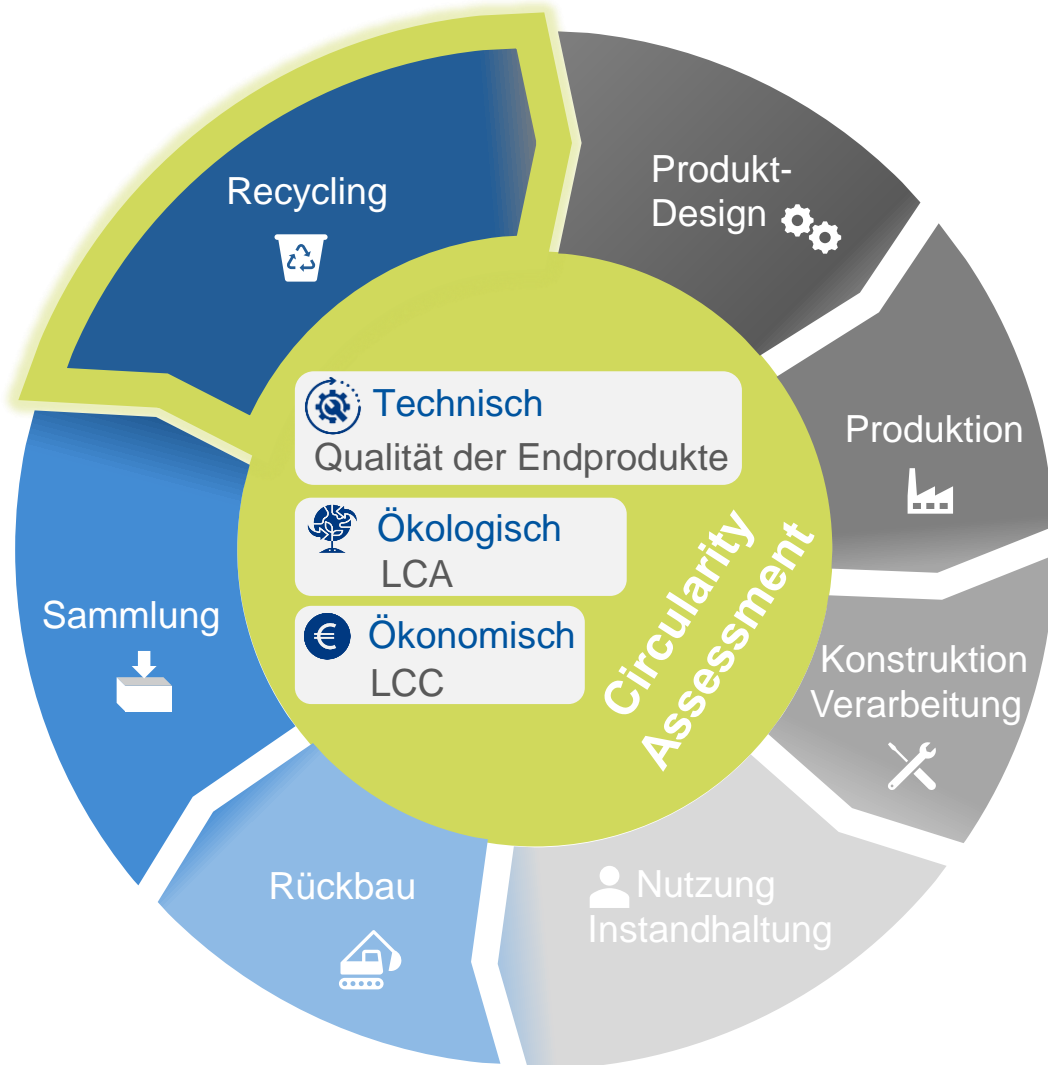 Recycling
Produkt-
Design
Produktion
Konstruktion
Verarbeitung
Nutzung
Instandhaltung
Rückbau
Sammlung
Technisch
Qualität der Endprodukte
Ökologisch
LCA
€ Ökonomisch
LCC
Circularity
Assessment